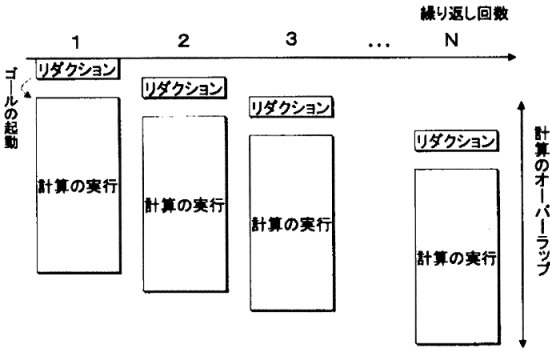 繰り返し回数
1 2 3 ... N
リダクション
リダクション
リダクション
リダクション
ゴールの起動
計算の実行
計算の実行
計算の実行
計算の実行
計算のオーバーラップ